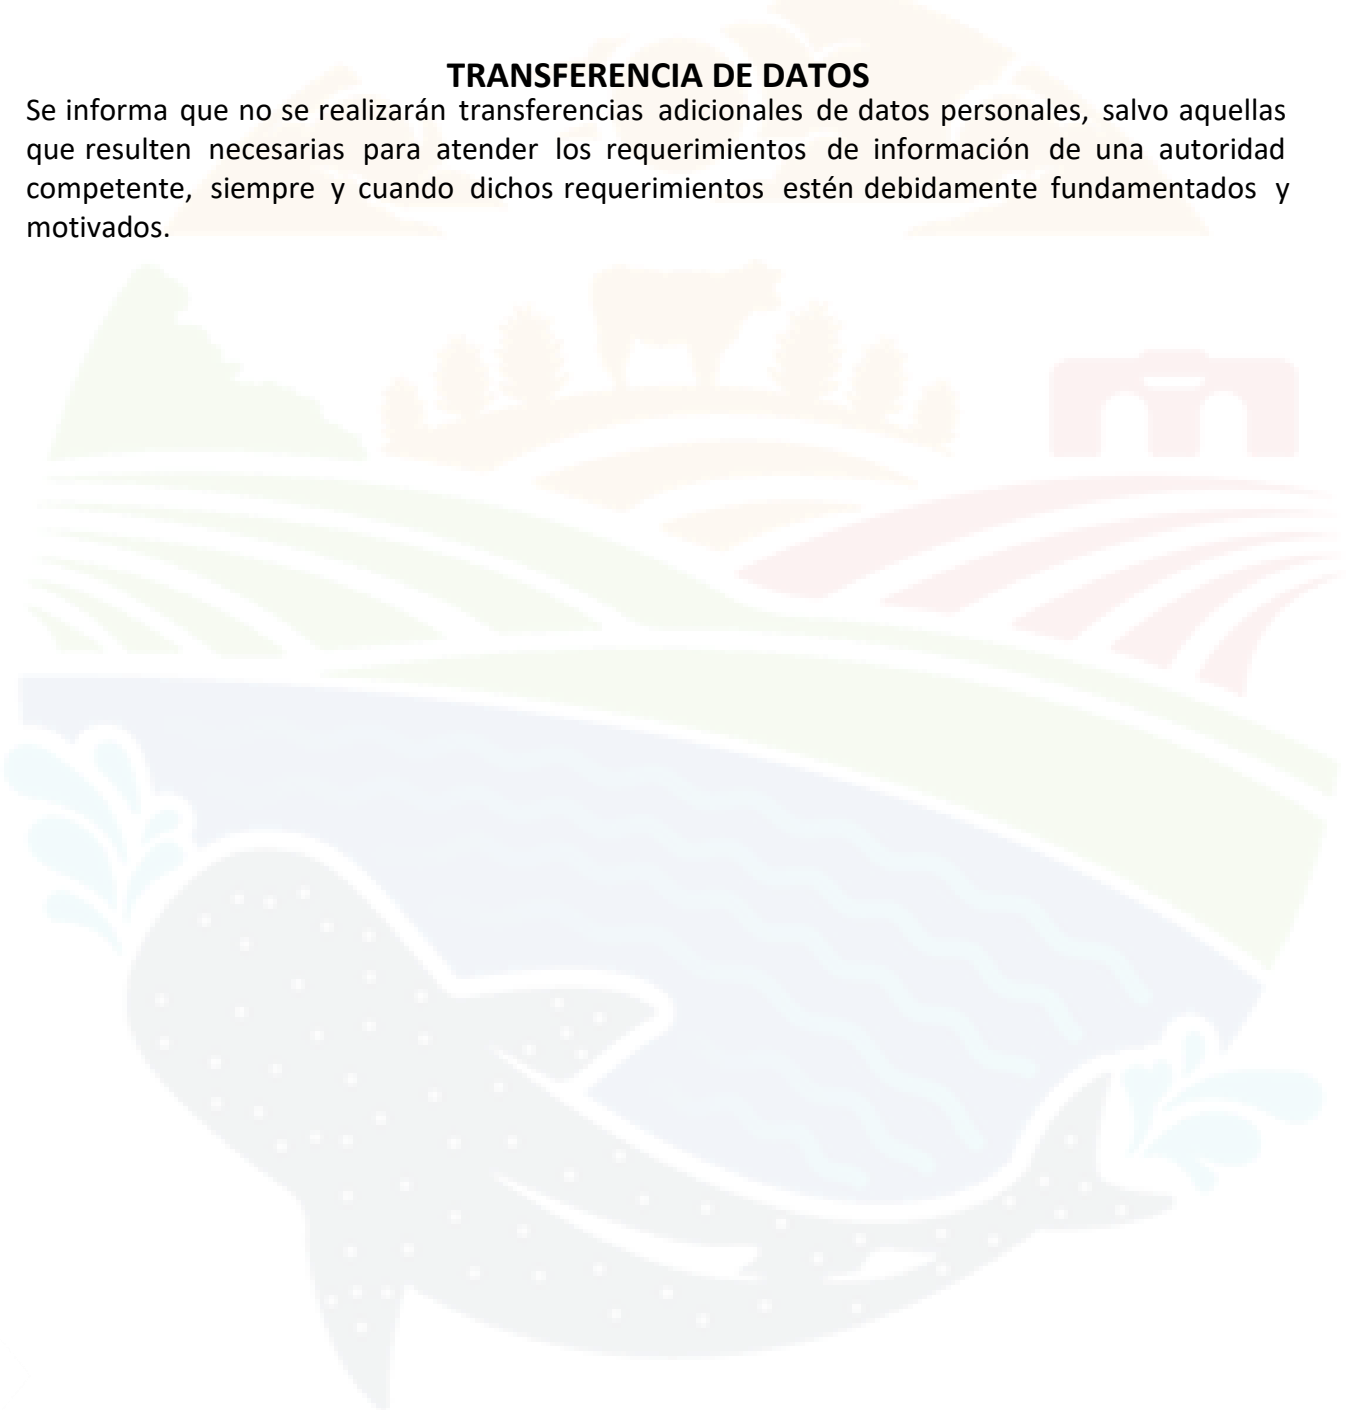 TRANSFERENCIA DE DATOS
Se informa que no se realizarán transferencias adicionales de datos personales, salvo aquellas
que resulten necesarias para atender los requerimientos de información de una autoridad
competente, siempre y cuando dichos requerimientos estén debidamente fundamentados y
motivados.